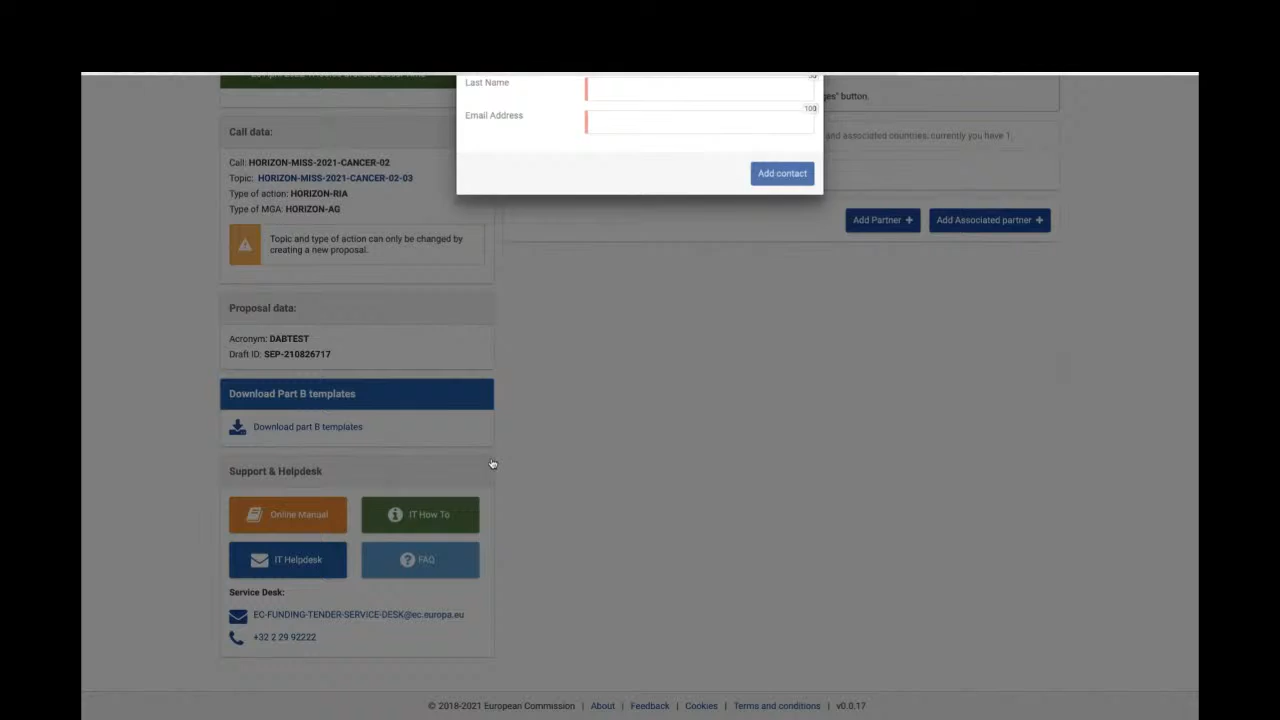 Last Name
Email Address
100
Add contact
ges" button.
and associated countries; currently you have 1.
Call data:
Call: HORIZON-MISS-2021-CANCER-02
Topic: HORIZON-MISS-2021-CANCER-02-03
Type of action: HORIZON-RIA
Type of MGA: HORIZON-AG
Topic and type of action can only be changed by
creating a new proposal.
Add Partner +
Add Associated partner +
Proposal data:
Acronym: DABTEST
Draft ID: SEP-210826717
Download Part B templates
Download part B templates
Support & Helpdesk
Online Manual
IT How To
IT Helpdesk
FAQ
Service Desk:
EC-FUNDING-TENDER-SERVICE-DESK@ec.europa.eu
+32 2 29 92222
© 2018-2021 European Commission | About | Feedback | Cookies | Terms and conditions | v0.0.17